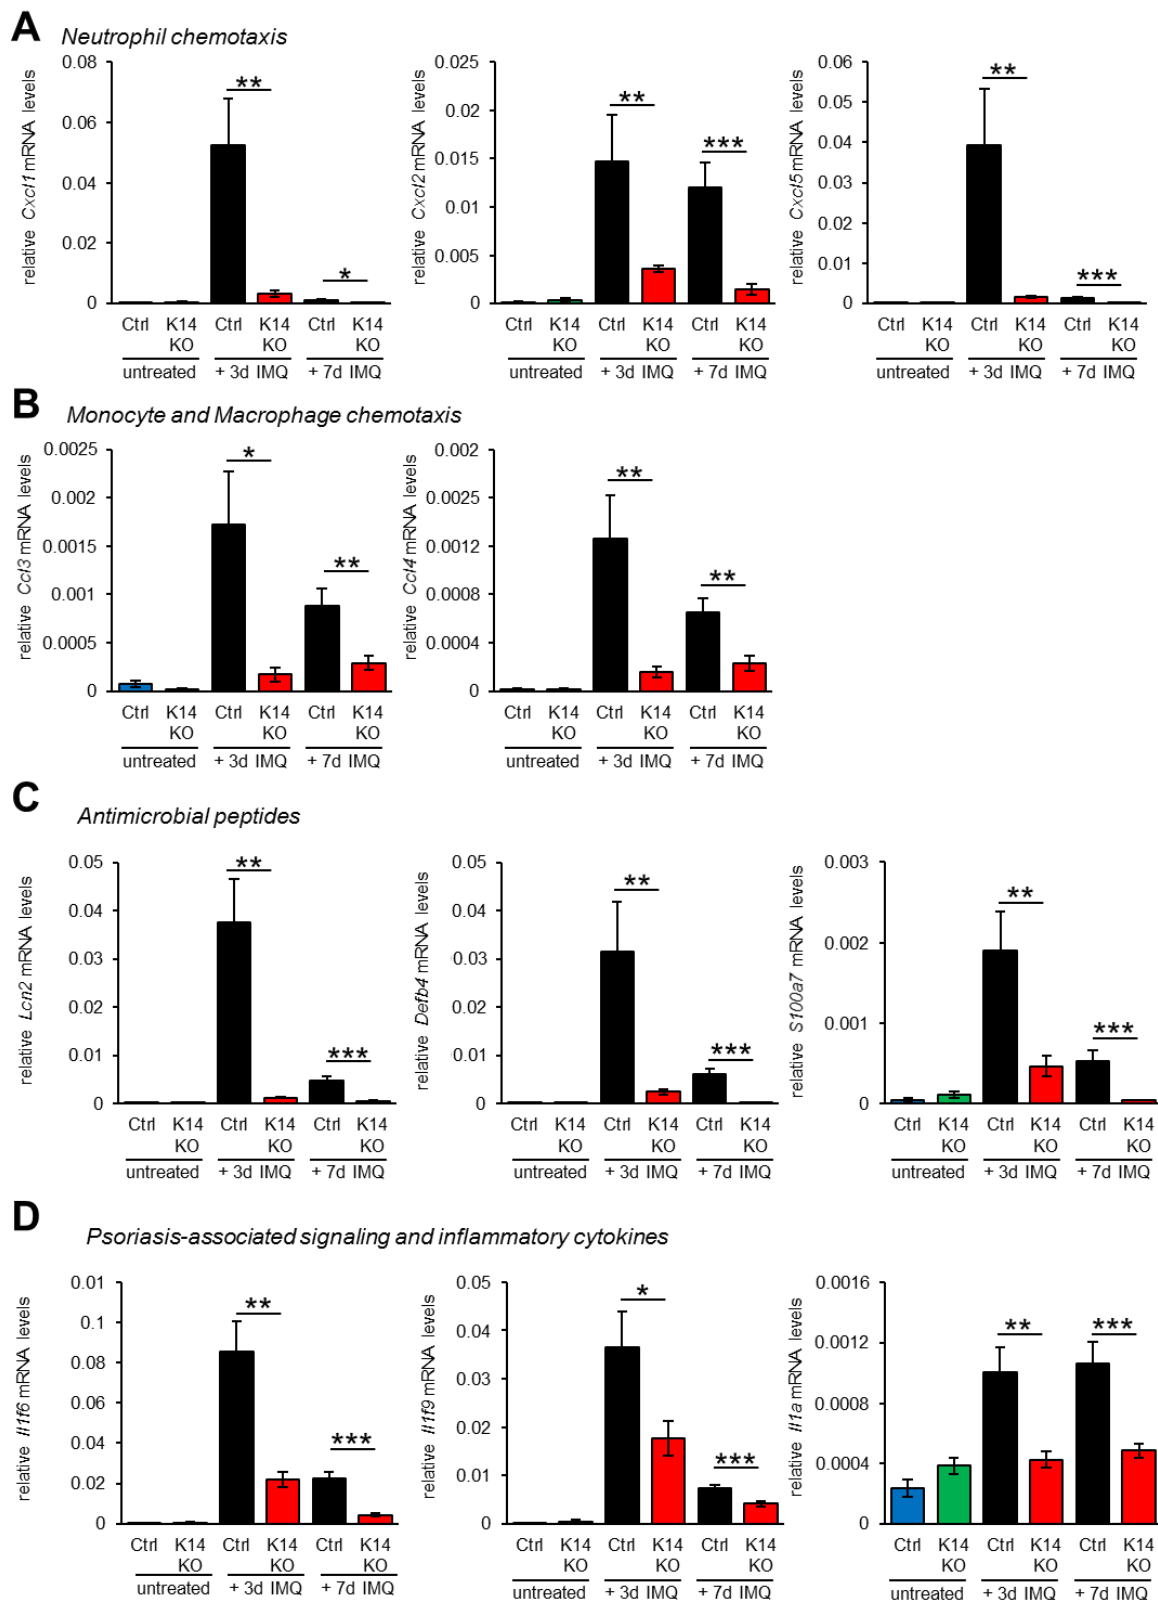 A
Neutrophil chemotaxis
relative Cxcl1 mRNA levels
0.08
0.06
0.04
0.02
0
**
*
Ctrl K14 KO Ctrl K14 KO Ctrl K14 KO
untreated + 3d IMQ + 7d IMQ
relative Cxcl2 mRNA levels
0.025
0.02
0.015
0.01
0.005
0
**
***
Ctrl K14 KO Ctrl K14 KO Ctrl K14 KO
untreated + 3d IMQ + 7d IMQ
relative Cxcl5 mRNA levels
0.06
0.05
0.04
0.03
0.02
0.01
0
**
***
Ctrl K14 KO Ctrl K14 KO Ctrl K14 KO
untreated + 3d IMQ + 7d IMQ
B
Monocyte and Macrophage chemotaxis
relative Ccl3 mRNA levels
0.0025
0.002
0.0015
0.001
0.0005
0
*
**
Ctrl K14 KO Ctrl K14 KO Ctrl K14 KO
untreated + 3d IMQ + 7d IMQ
relative Ccl4 mRNA levels
0.002
0.0025
0.0012
0.0008
0.0004
0
**
**
Ctrl K14 KO Ctrl K14 KO Ctrl K14 KO
untreated + 3d IMQ + 7d IMQ
C
Antimicrobial peptides
relative Lcn2 mRNA levels
0.05
0.04
0.03
0.02
0.01
0
**
***
Ctrl K14 KO Ctrl K14 KO Ctrl K14 KO
untreated + 3d IMQ + 7d IMQ
relative Defb4 mRNA levels
0.05
0.04
0.03
0.02
0.01
0
**
***
Ctrl K14 KO Ctrl K14 KO Ctrl K14 KO
untreated + 3d IMQ + 7d IMQ
relative S100a7 mRNA levels
0.003
0.002
0.001
0
**
***
Ctrl K14 KO Ctrl K14 KO Ctrl K14 KO
untreated + 3d IMQ + 7d IMQ
D
Psoriasis-associated signaling and inflammatory cytokines
relative Il1f6 mRNA levels
0.01
0.1
0.08
0.06
0.04
0.02
0
**
***
Ctrl K14 KO Ctrl K14 KO Ctrl K14 KO
untreated + 3d IMQ + 7d IMQ
relative Il1f9 mRNA levels
0.05
0.04
0.03
0.02
0.01
0
*
***
Ctrl K14 KO Ctrl K14 KO Ctrl K14 KO
untreated + 3d IMQ + 7d IMQ
relative Il1a mRNA levels
0.0016
0.0012
0.0008
0.0004
0
**
***
Ctrl K14 KO Ctrl K14 KO Ctrl K14 KO
untreated + 3d IMQ + 7d IMQ